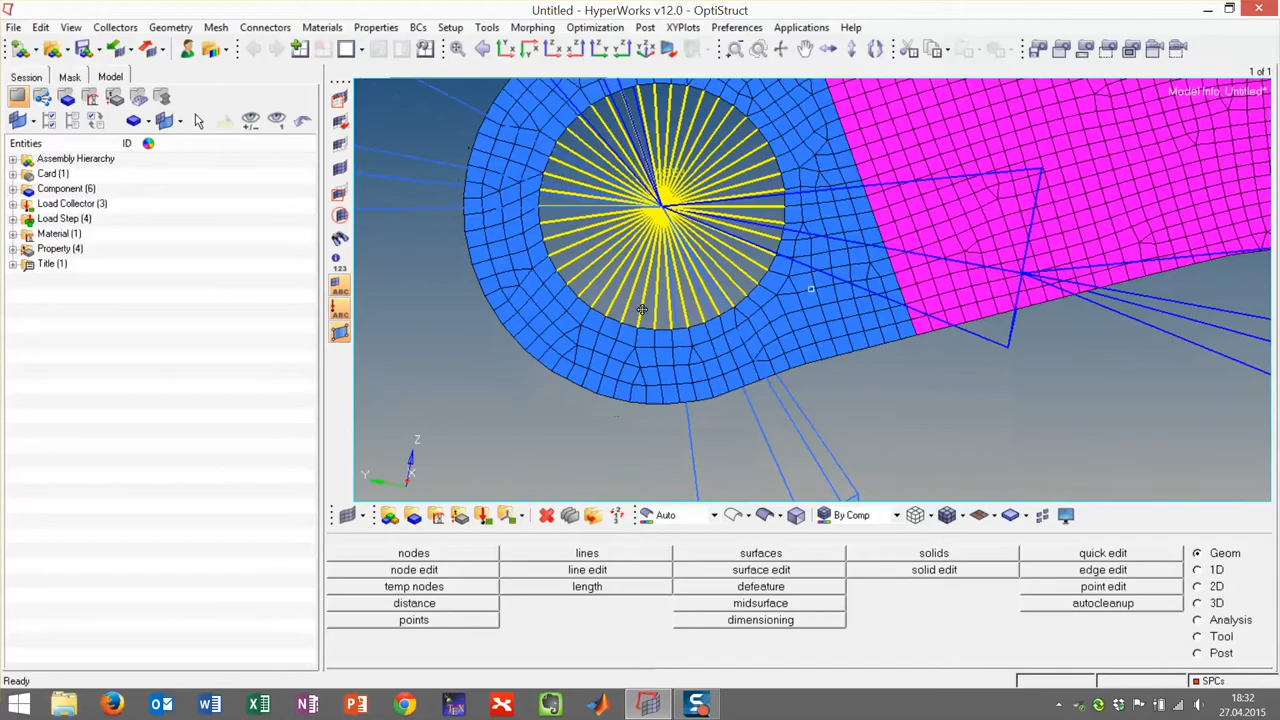 Untitled - HyperWorks v12.0 - OptiStruct
File Edit View Collectors Geometry Mesh Connectors Materials Properties BCs Setup Tools Morphing Optimization Post XYPlots Preferences Applications Help
Session Mask Model
1 of 1
Model Info: Untitled*
Entities ID
Assembly Hierarchy
Card (1)
Component (6)
Load Collector (3)
Load Step (4)
Material (1)
Property (4)
Title (1)
123
ABC
ABC
Z
Y
X
Auto By Comp
nodes lines surfaces solids quick edit Geom
node edit line edit surface edit solid edit edge edit 1D
temp nodes length defeature point edit 2D
distance midsurface autocleanup 3D
points dimensioning Analysis
Tool
Post
Ready
SPCs
18:32
27.04.2015